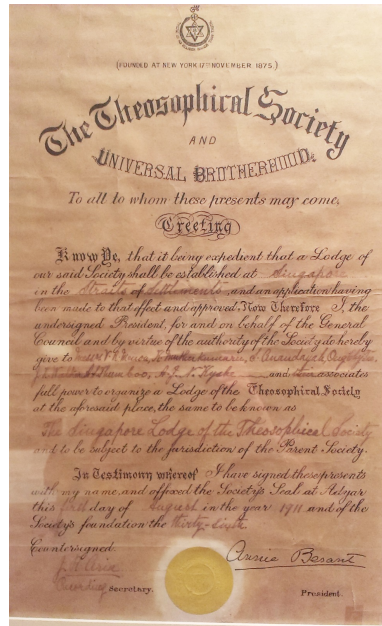 (FOUNDED AT NEW YORK 17TH NOVEMBER 1875.)
The Theosophical Society
AND
UNIVERSAL BROTHERHOOD.
To all to whom these presents may come,
Greeting
Know Ye, that it being expedient that a Lodge of
our said Society shall be established at Singapore
in the Straits Settlements, and an application having
been made to that effect and approved, Now Therefore I, the
undersigned President, for and on behalf of the General
Council and by virtue of the authority of the Society do hereby
give to
and associates
full power to organize a Lodge of the Theosophical Society
at the aforesaid place, the same to be known as
The Singapore Lodge of the Theosophical Society
and to be subject to the jurisdiction of the Parent Society.
In Testimony whereof I have signed these presents
with my name, and affixed the Society's Seal at Adyar
this first day of August in the year 1911 and of the
Society's foundation the thirty-sixth
Countersigned.
Annie Besant
J. R. Aria
Recording Secretary.
President.